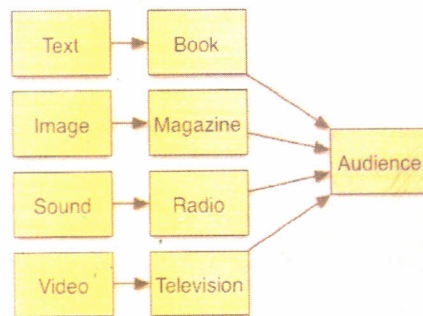 Text
Book
Image
Magazine
Audience
Sound
Radio
Video
Television